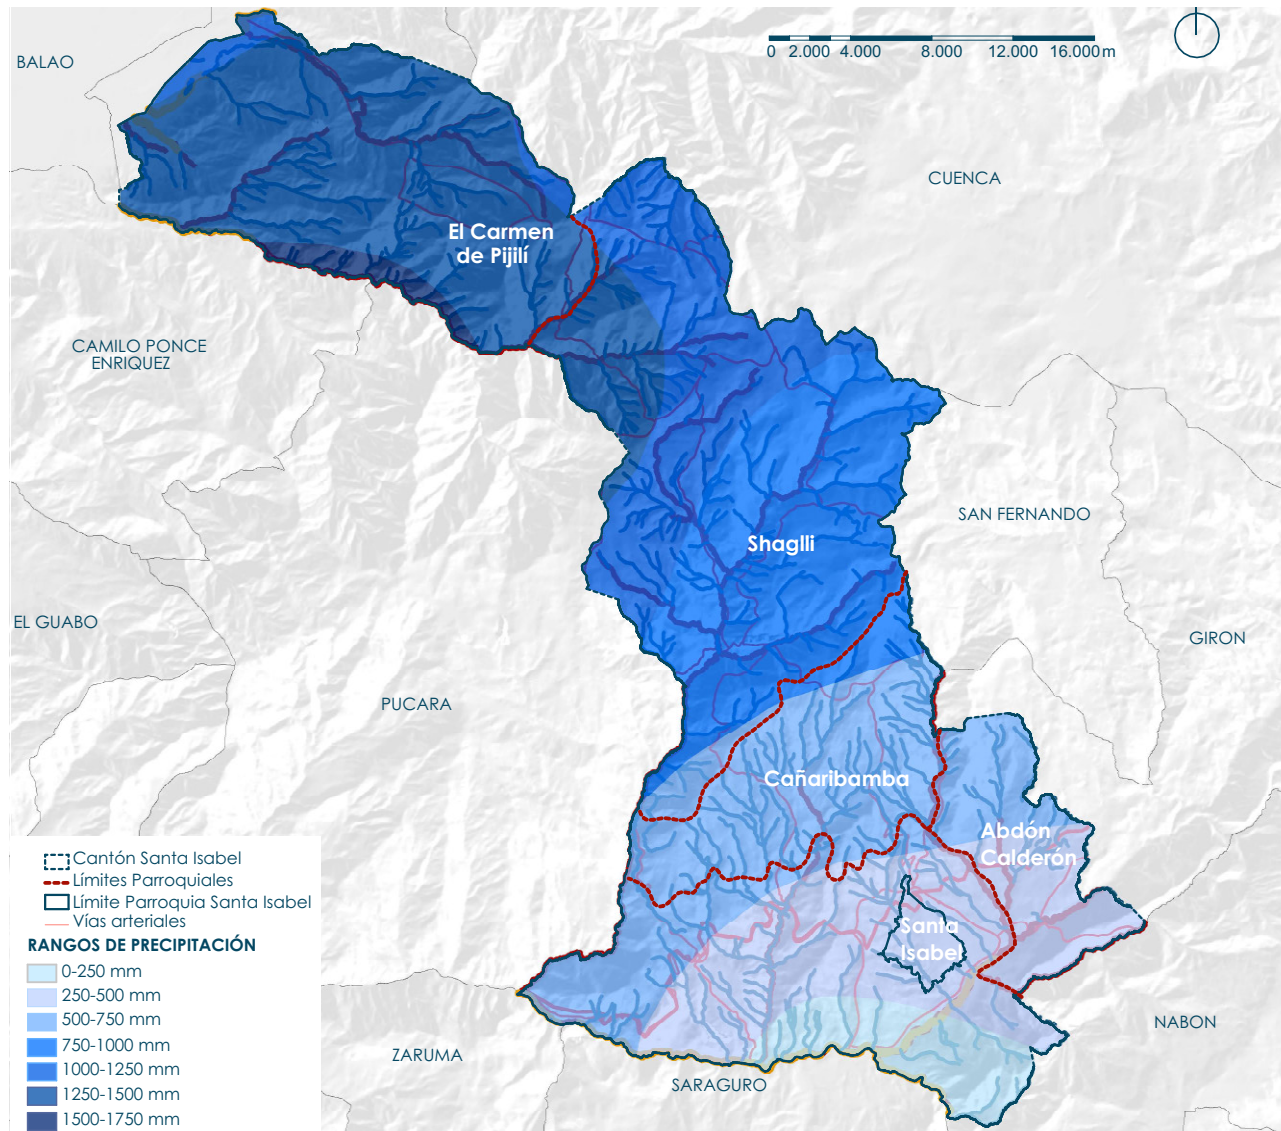 BALAO
0 2.000 4.000 8.000 12.000 16.000 m
CUENCA
El Carmen
de Pijilí
CAMILO PONCE
ENRIQUEZ
SAN FERNANDO
Shaglli
EL GUABO
GIRON
PUCARA
Cañaribamba
Abdón
Calderón
Santa
Isabel
NABON
ZARUMA
SARAGURO
Cantón Santa Isabel
Límites Parroquiales
Límite Parroquia Santa Isabel
Vías arteriales
RANGOS DE PRECIPITACIÓN
0-250 mm
250-500 mm
500-750 mm
750-1000 mm
1000-1250 mm
1250-1500 mm
1500-1750 mm